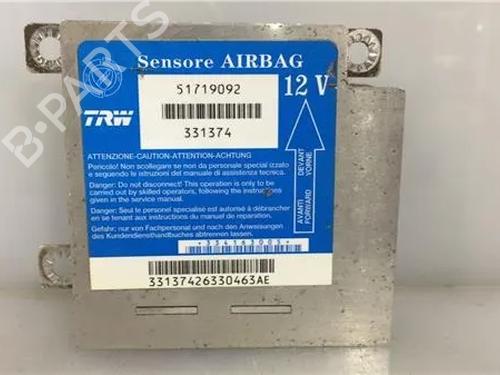 Sensore AIRBAG
51719092
12 V
TRW
331374
ATTENZIONE-CAUTION-ATTENTION-ACHTUNG
Pericolo! Non scollegare se non da personale special izzato
e seguendo le istruzioni del manuale di assistenza tecnica.
Danger: Do not disconnect! This operation is only to be
carried out by skilled operators, following the instructions
given in the service manual.
Danger: Seul le personel specialisé est autorisé à débrancher
en se tenant aux instructions du manuel de reparation.
Gefahr: nur von Fachpersonal und nach den Anweisungen
des Kundendiensthandbuches abtrennen lassen.
AVANTI DEVANT
FORWARD VORNE
334163003
33137426330463AE
B-PARTS